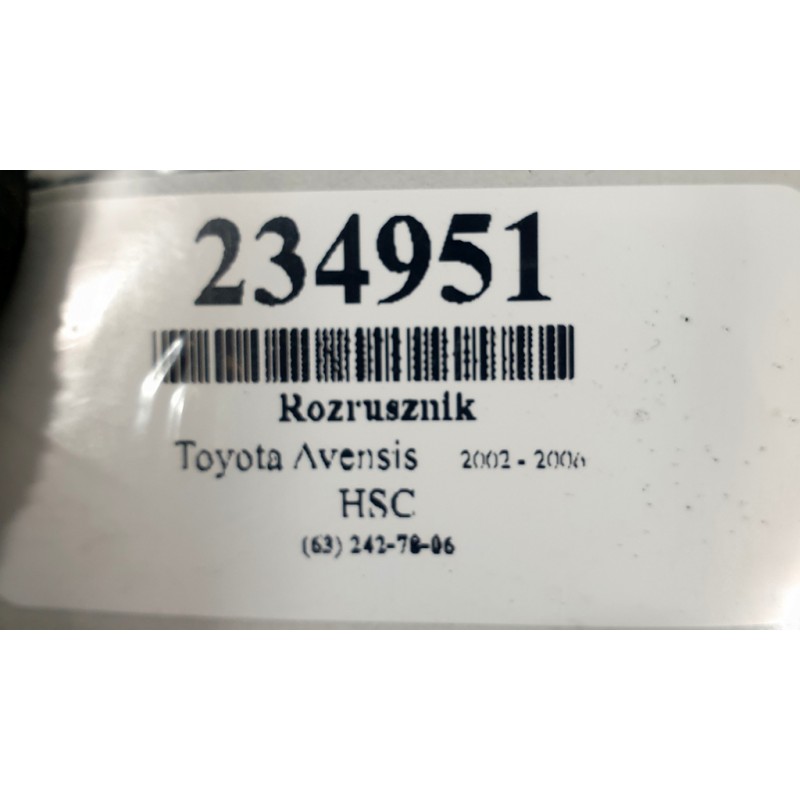 234951
Rozrusznik
Toyota Avensis 2002 - 2006
HSC
(63) 242-78-06